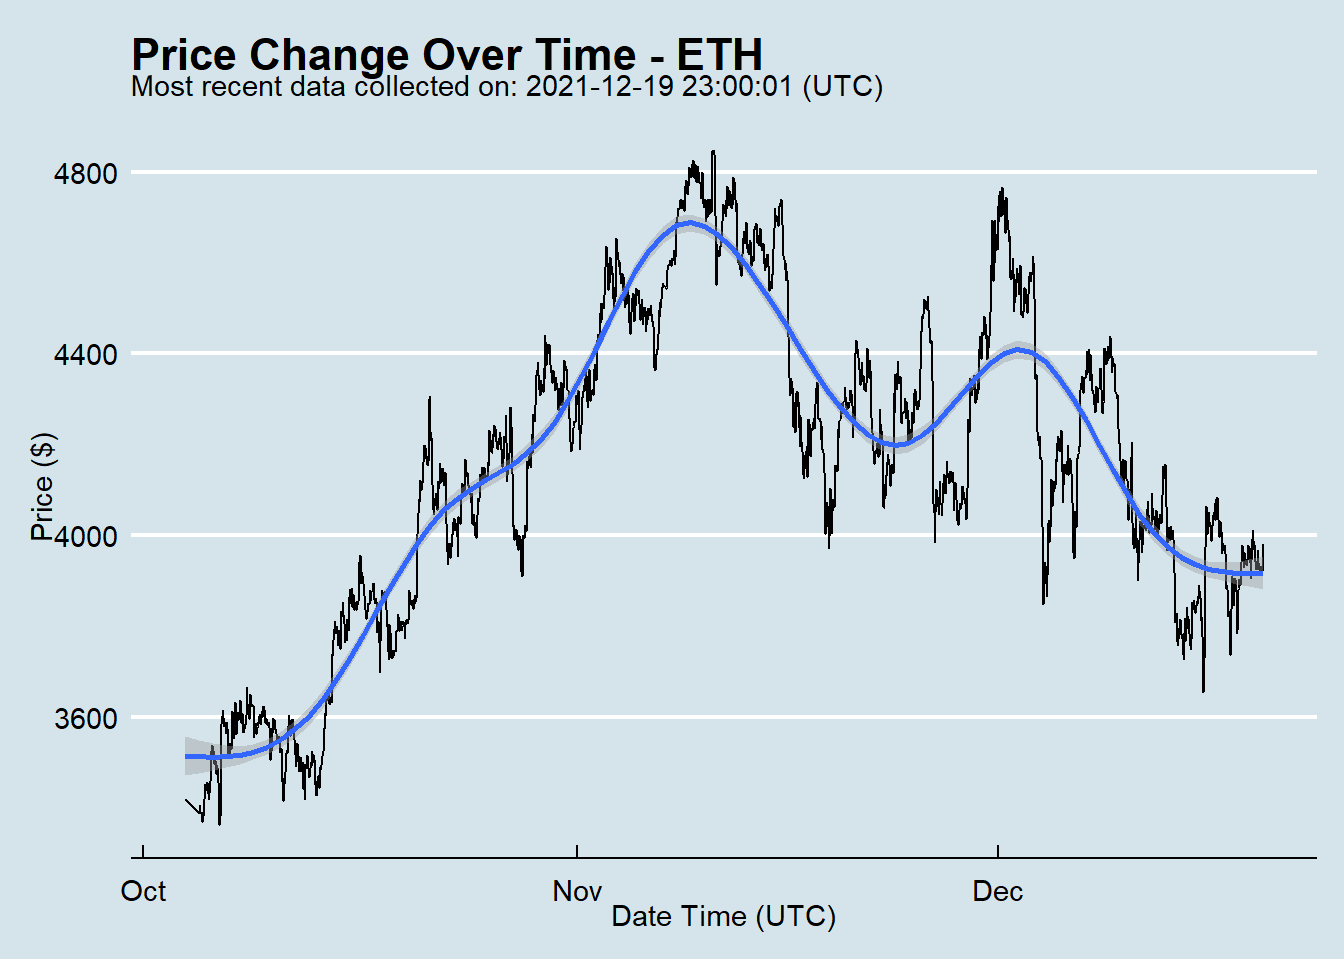 Price Change Over Time - ETH
Most recent data collected on: 2021-12-19 23:00:01 (UTC)
4800
4400
4000
3600
Price ($)
Oct
Nov
Dec
Date Time (UTC)